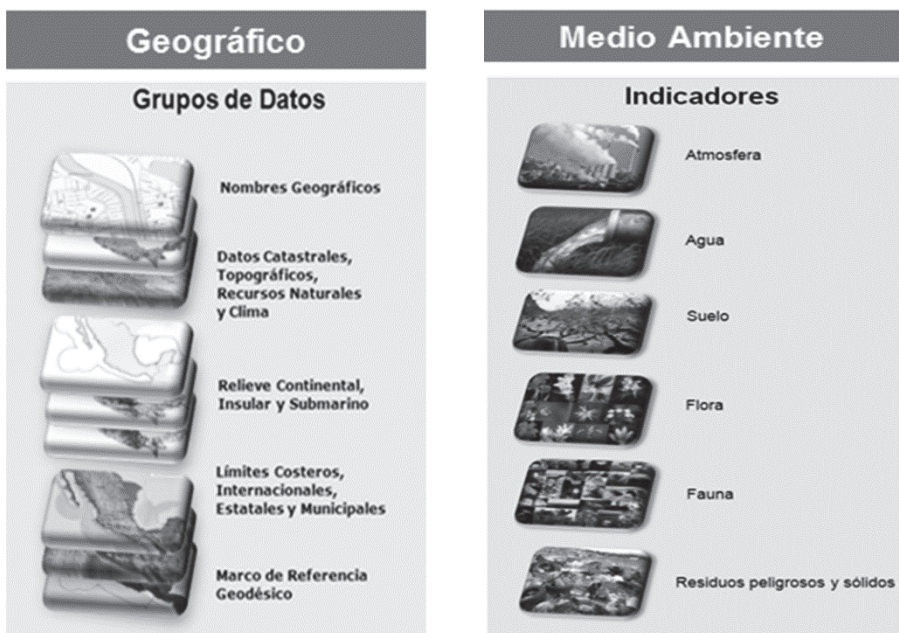 Geográfico
Grupos de Datos
Nombres Geográficos
Datos Catastrales,
Topográficos,
Recursos Naturales
y Clima
Relieve Continental,
Insular y Submarino
Límites Costeros,
Internacionales,
Estatales y Municipales
Marco de Referencia
Geodésico
Medio Ambiente
Indicadores
Atmosfera
Agua
Suelo
Flora
Fauna
Residuos peligrosos y sólidos